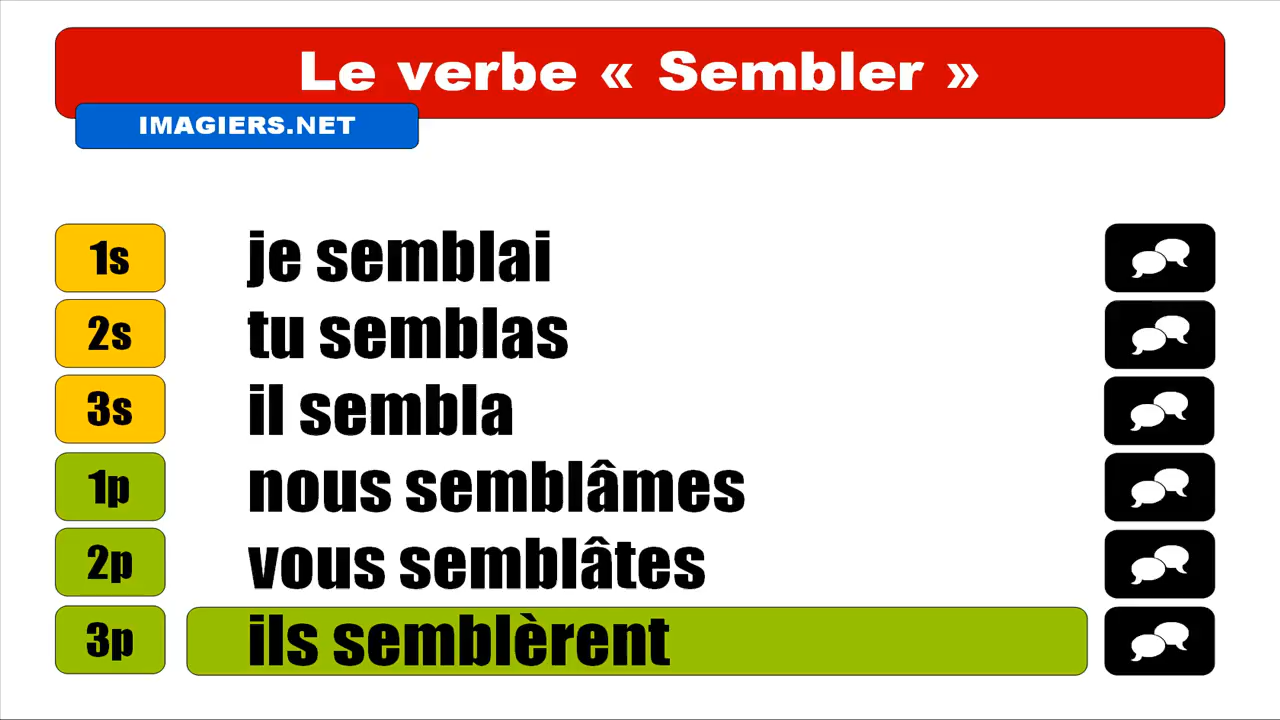 Le verbe « Sembler »
IMAGIERS.NET
1s je semblai
2s tu semblas
3s il sembla
1p nous semblâmes
2p vous semblâtes
3p ils semblèrent